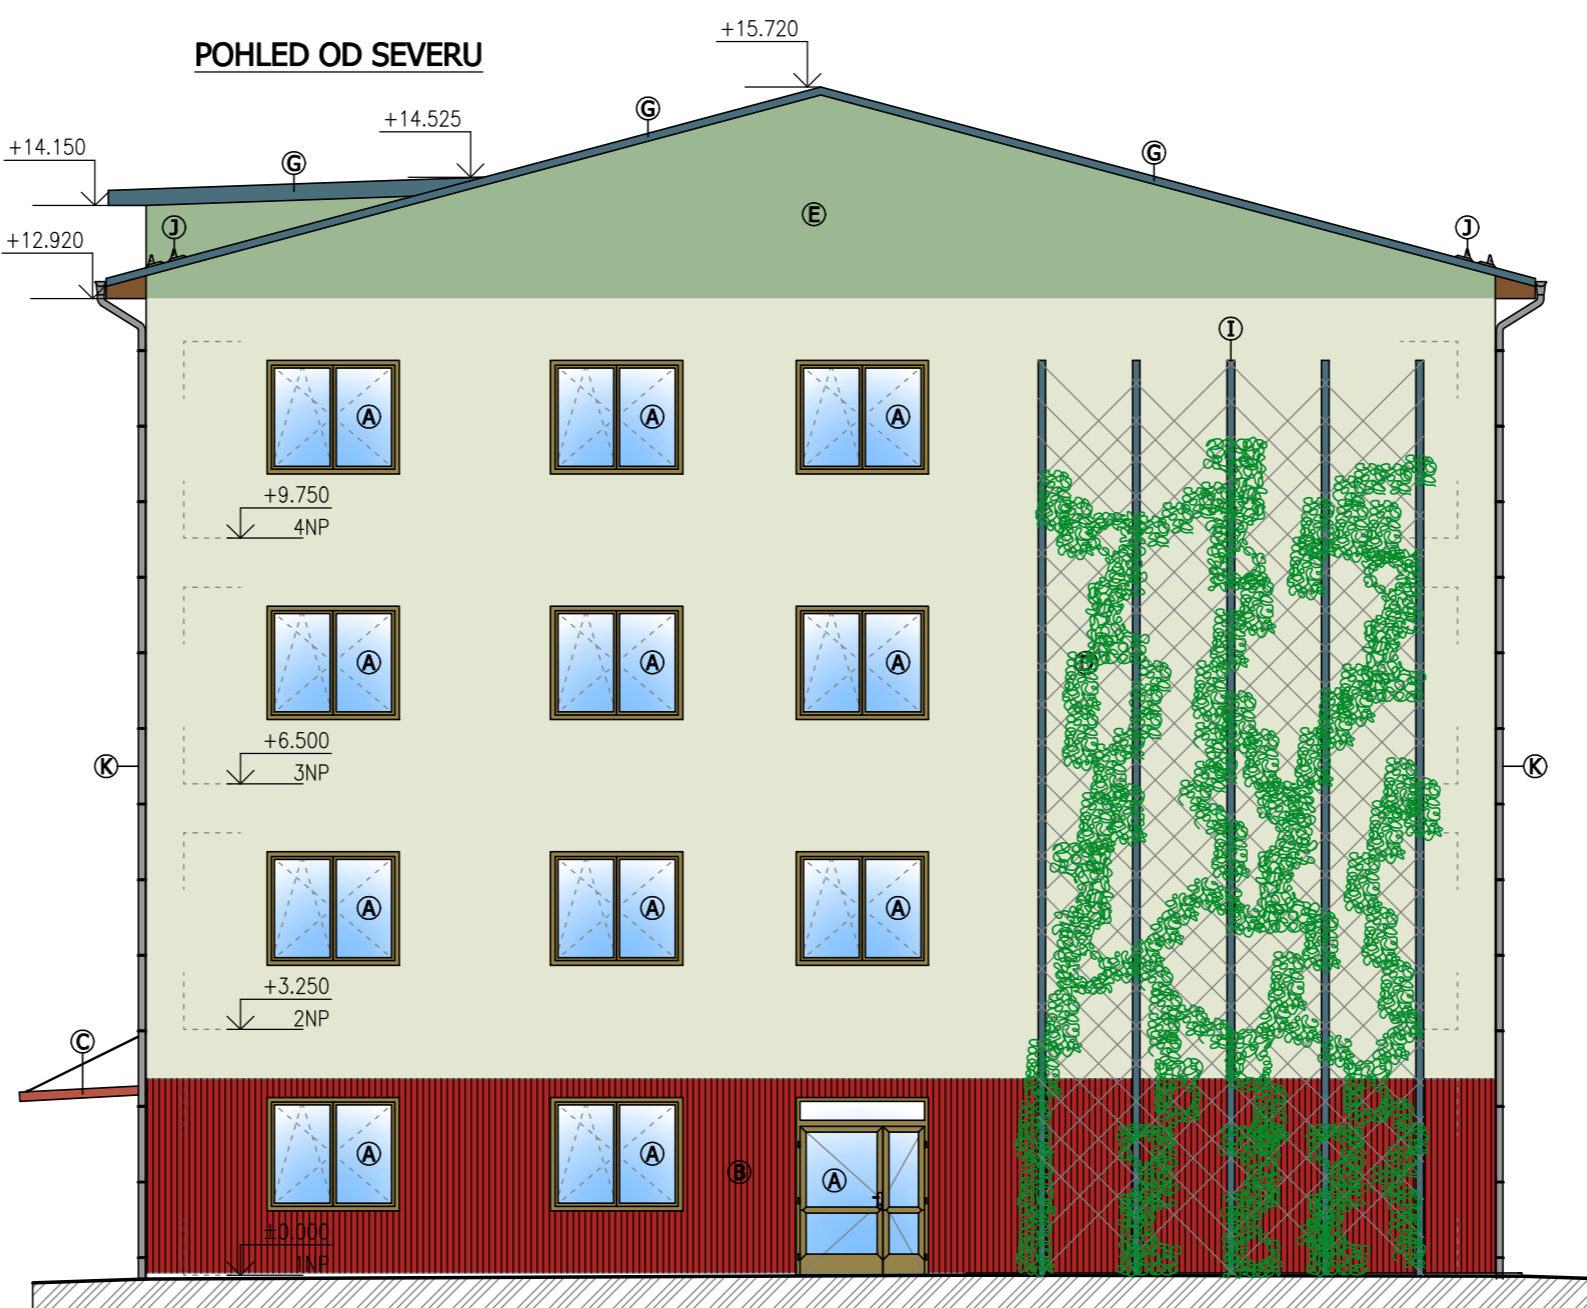 +15.720
POHLED OD SEVERU
G
+14.525
+14.150
G
G
G
E
J
J
+12.920
I
A
A
A
+9.750
4NP
A
A
A
D
+6.500
3NP
K
K
A
A
A
+3.250
2NP
C
A
A
B
A
±0.000
1NP